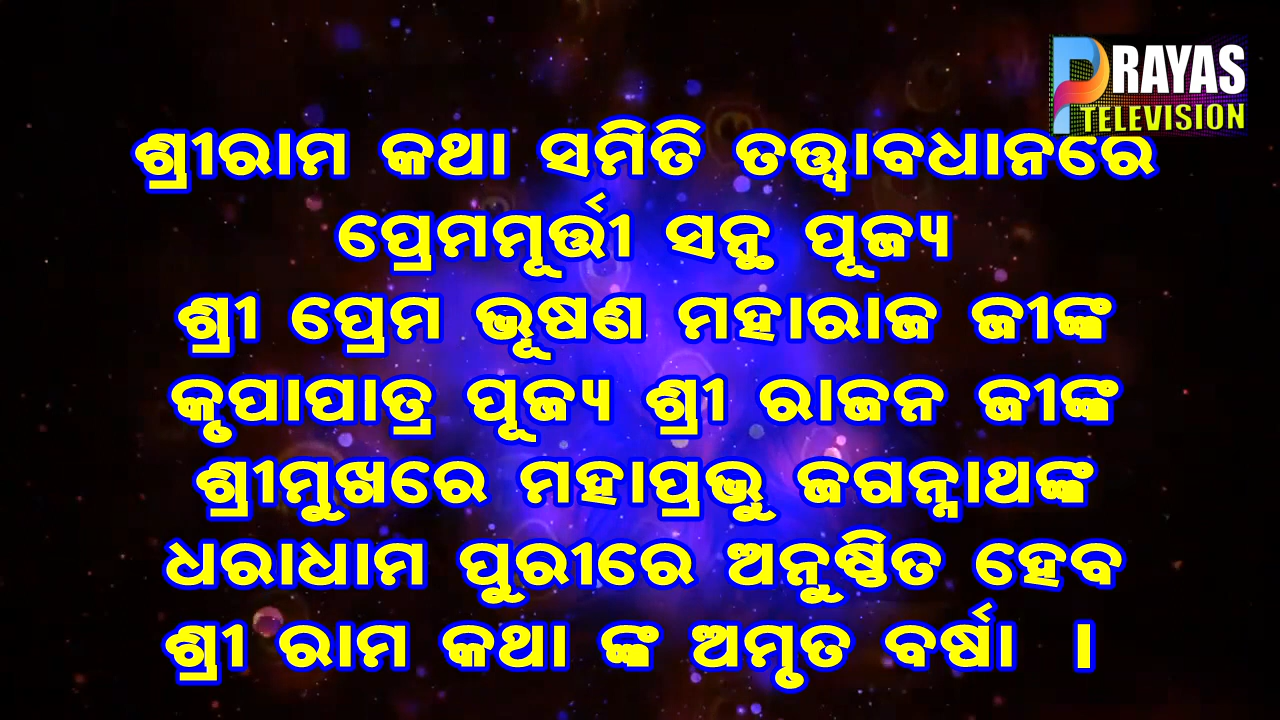 PRAYAS
TELEVISION
ଶ୍ରୀରାମ କଥା ସମିତି ତତ୍ତ୍ୱାବଧାନରେ
ପ୍ରେମମୂର୍ତ୍ତୀ ସନ୍ଥ ପୂଜ୍ୟ
ଶ୍ରୀ ପ୍ରେମ ଭୂଷଣ ମହାରାଜ ଜୀଙ୍କ
କୃପାପାତ୍ର ପୂଜ୍ୟ ଶ୍ରୀ ରାଜନ ଜୀଙ୍କ
ଶ୍ରୀମୁଖରେ ମହାପ୍ରଭୁ ଜଗନ୍ନାଥଙ୍କ
ଧରାଧାମ ପୁରୀରେ ଅନୁଷ୍ଣିତ ହେବ
ଶ୍ରୀ ରାମ କଥା ଙ୍କ ଅମୃତ ବର୍ଷା ।